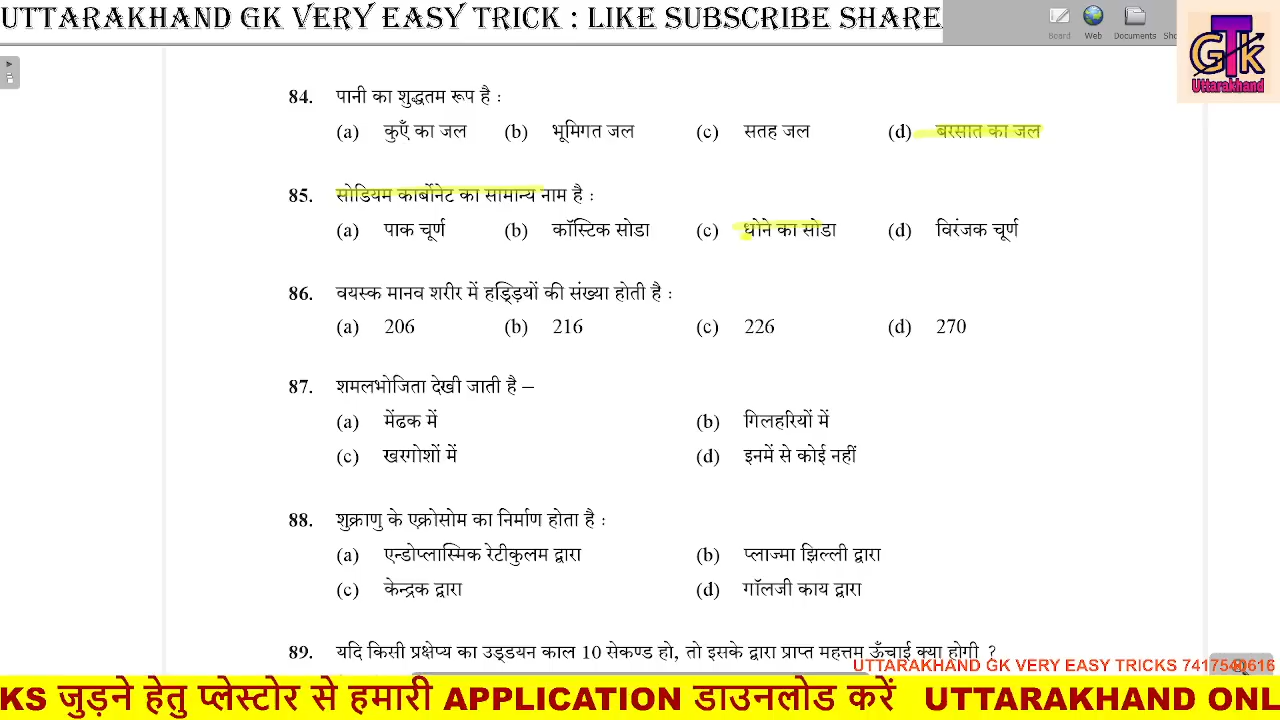 UTTARAKHAND GK VERY EASY TRICK : LIKE SUBSCRIBE SHARE
Board Web Documents Sho
GTK
Uttarakhand
84. पानी का शुद्धतम रूप है :
(a) कुएँ का जल (b) भूमिगत जल (c) सतह जल (d) बरसात का जल
85. सोडियम कार्बोनेट का सामान्य नाम है :
(a) पाक चूर्ण (b) कॉस्टिक सोडा (c) धोने का सोडा (d) विरंजक चूर्ण
86. वयस्क मानव शरीर में हड्डियों की संख्या होती है :
(a) 206 (b) 216 (c) 226 (d) 270
87. शमलभोजिता देखी जाती है –
(a) मेंढक में (b) गिलहरियों में
(c) खरगोशों में (d) इनमें से कोई नहीं
88. शुक्राणु के एक्रोसोम का निर्माण होता है :
(a) एन्डोप्लास्मिक रेटीकुलम द्वारा (b) प्लाज्मा झिल्ली द्वारा
(c) केन्द्रक द्वारा (d) गॉलजी काय द्वारा
89. यदि किसी प्रक्षेप्य का उड्डयन काल 10 सेकण्ड हो, तो इसके द्वारा प्राप्त महत्तम ऊँचाई क्या होगी ?
UTTARAKHAND GK VERY EASY TRICKS 7417540616
KS जुड़ने हेतु प्लेस्टोर से हमारी APPLICATION डाउनलोड करें UTTARAKHAND ONL